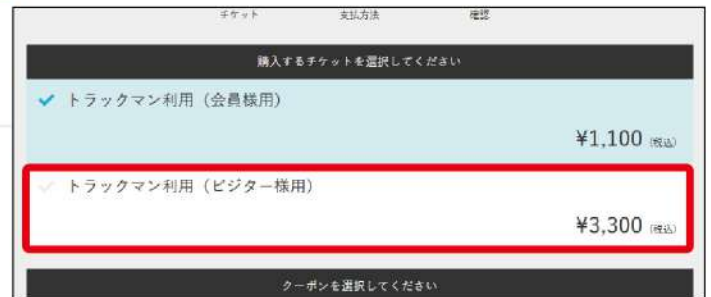 チケット 支払方法 確認
購入するチケットを選択してください
トラックマン利用（会員様用）
¥1,100 (税込)
トラックマン利用（ビジター様用）
¥3,300 (税込)
クーポンを選択してください